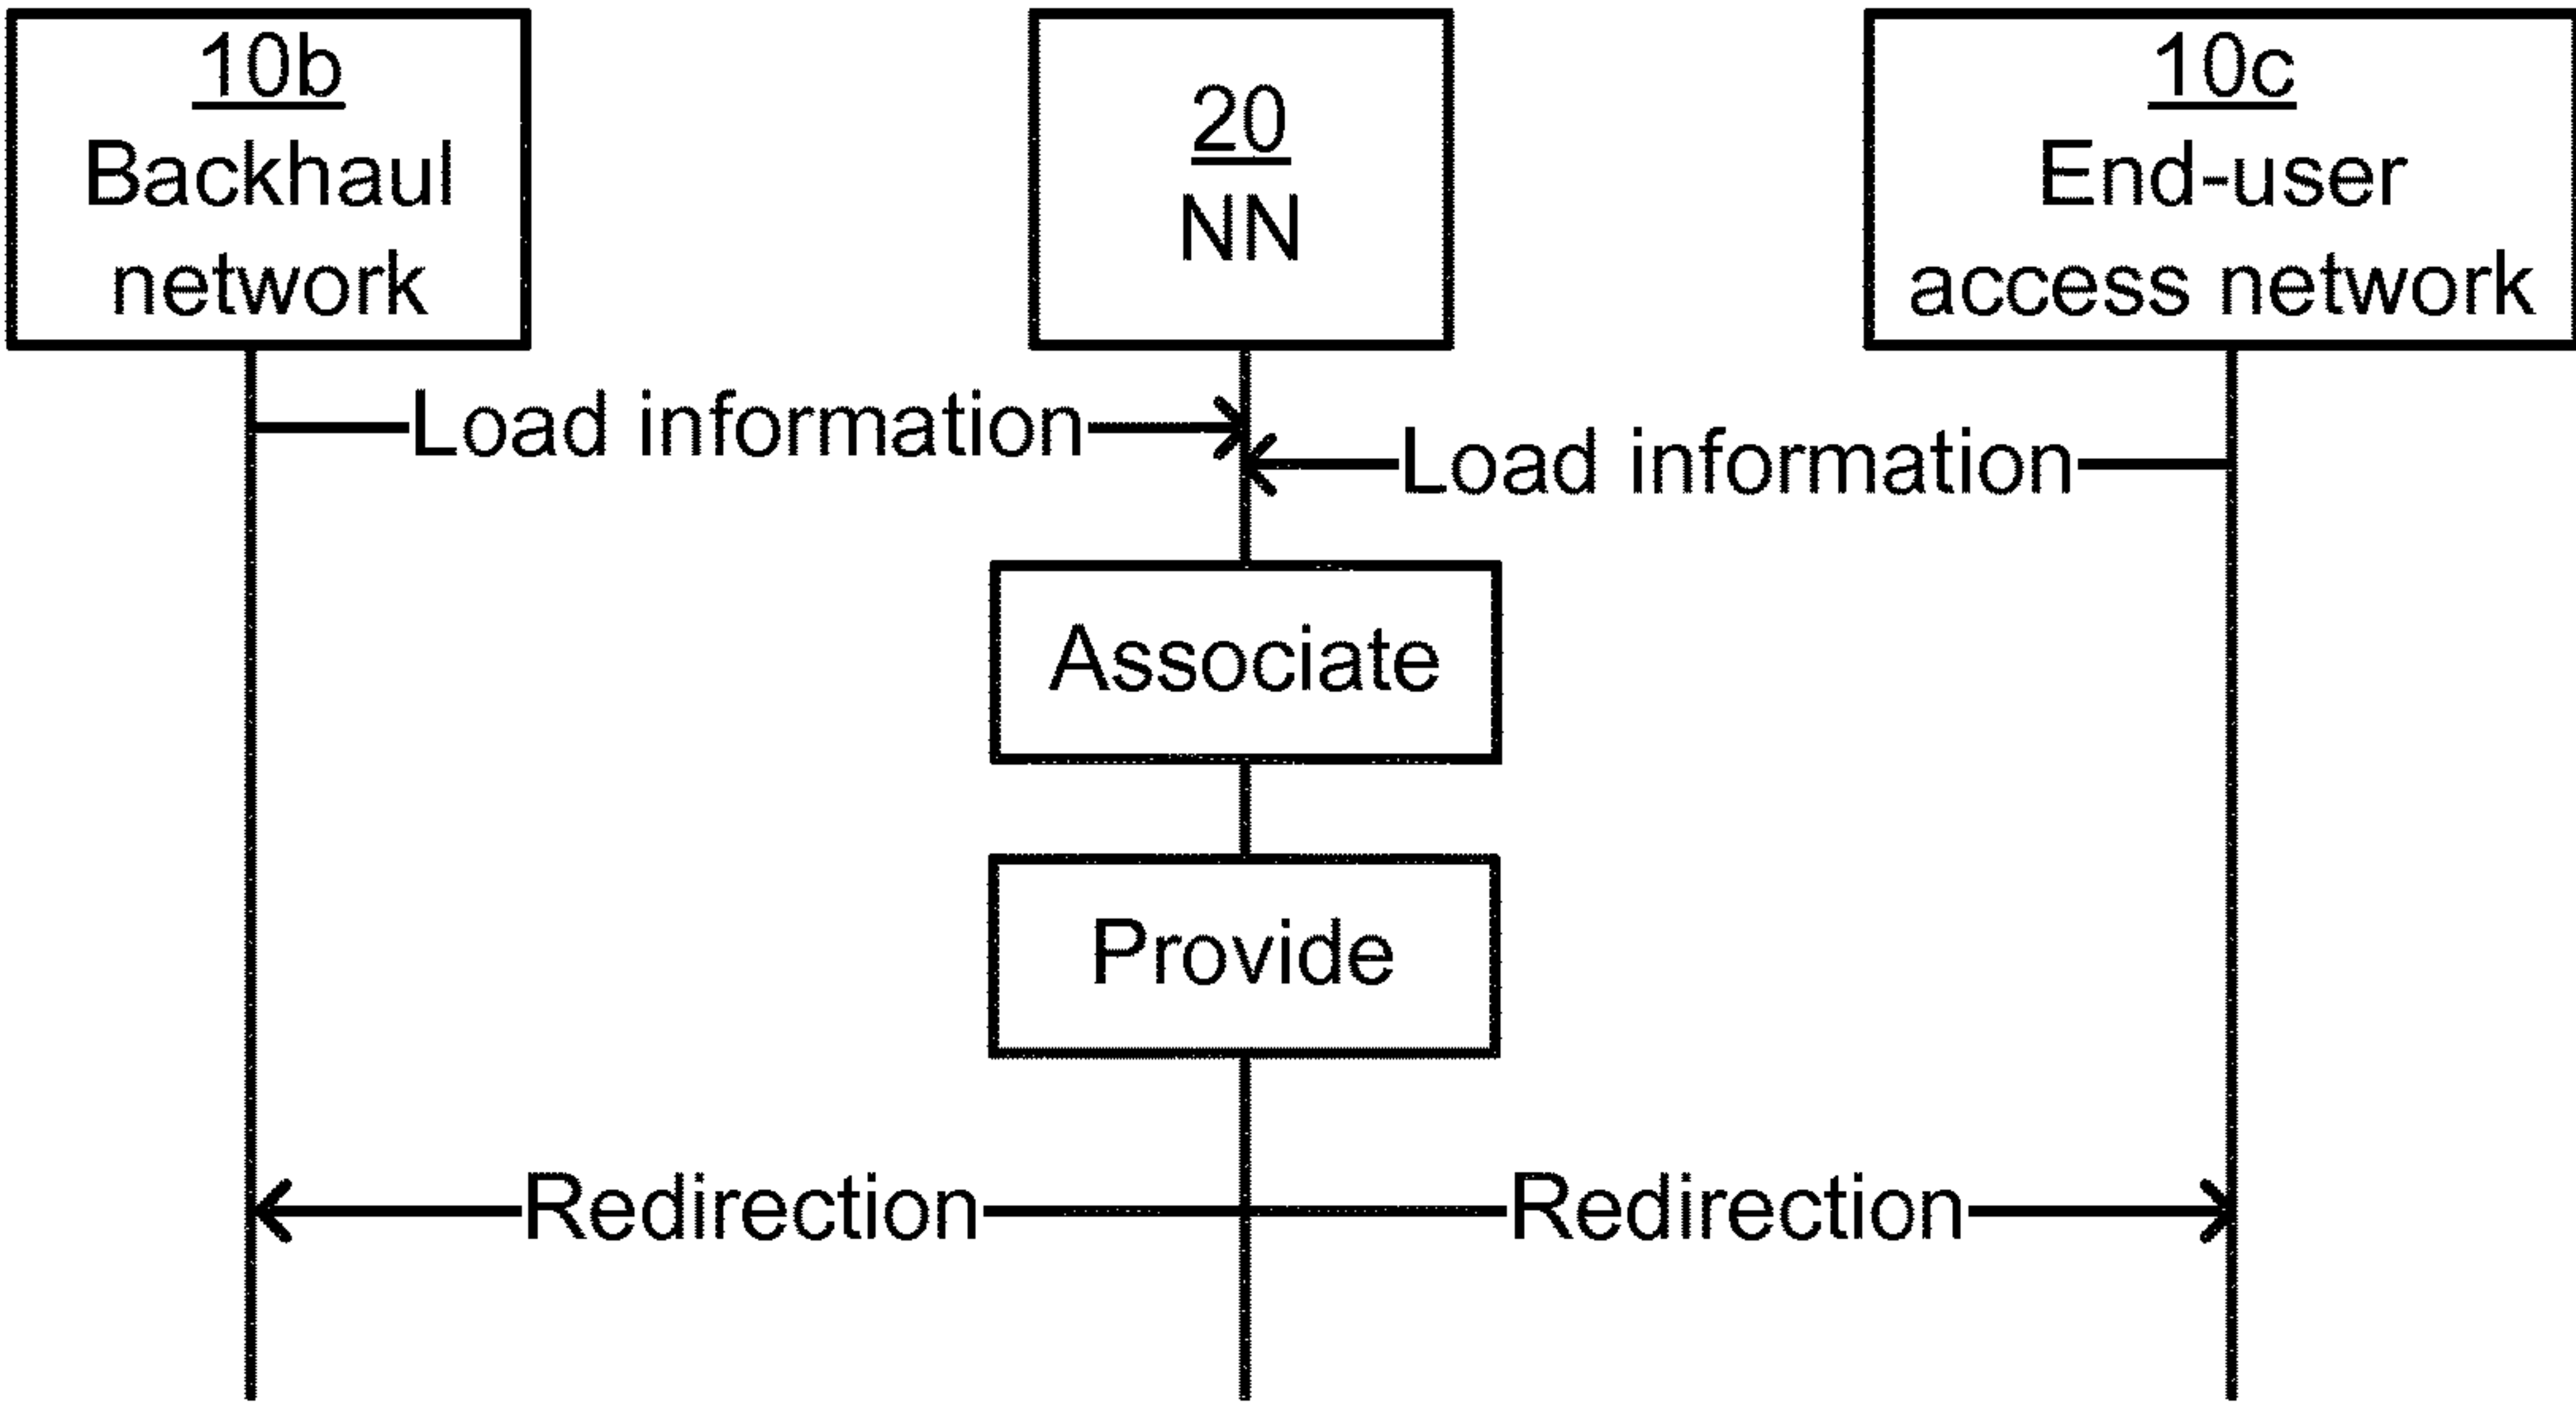 10b
Backhaul
network
20
NN
10c
End-user
access network
Load information
Load information
Associate
Provide
Redirection
Redirection